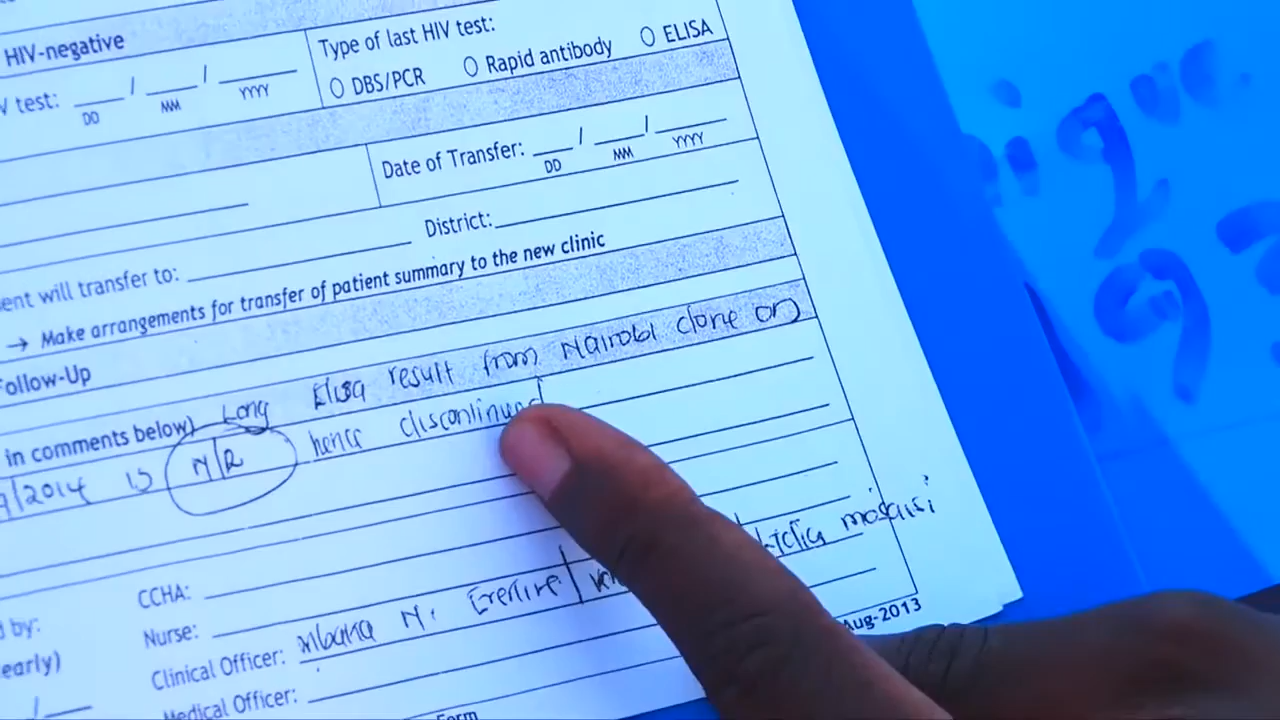 HIV-negative
Type of last HIV test:
DBS/PCR Rapid antibody ELISA
test: / /
DD MM YYYY
Date of Transfer: / /
DD MM YYYY
District:
will transfer to:
→ Make arrangements for transfer of patient summary to the new clinic
Follow-Up
in comments below) Long Elisa result from Nairobi done on
/2014 is N/R hence discontinued
CCHA:
by:
Nurse:
early)
Clinical Officer: N.
Medical Officer:
Aug-2013
Form